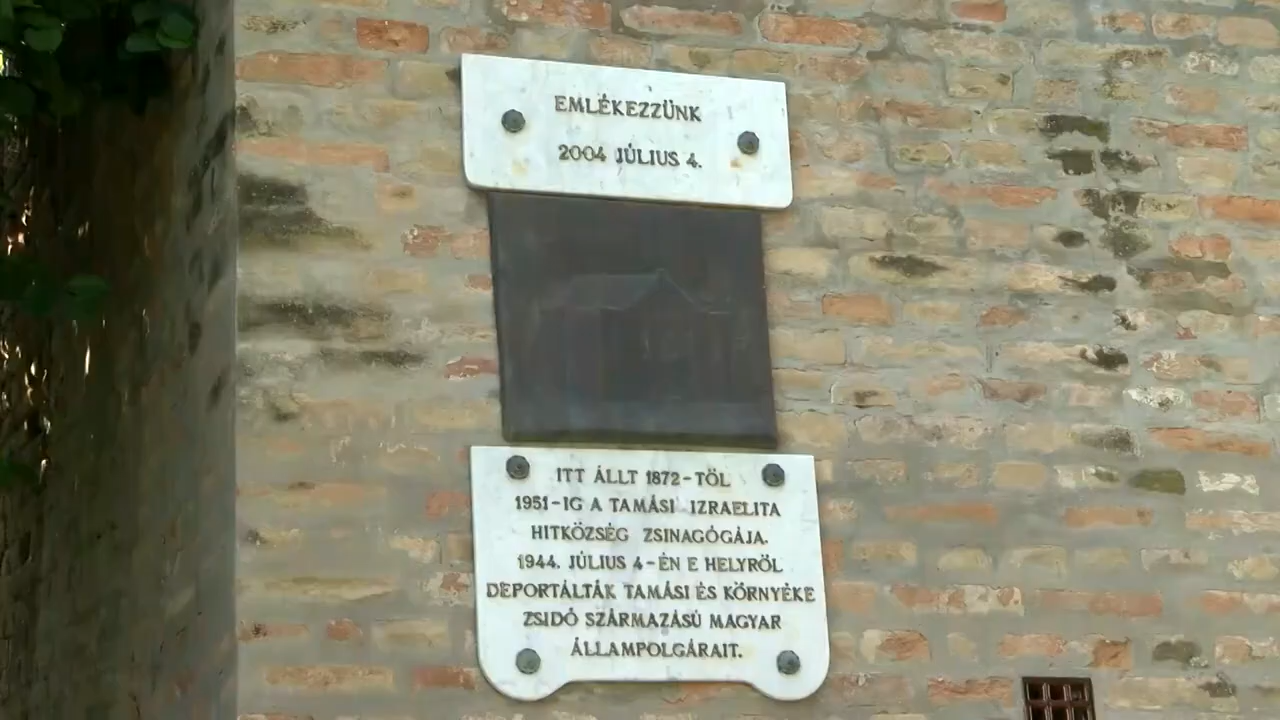 EMLÉKEZZÜNK
2004 JÚLIUS 4.
ITT ÁLLT 1872-TÖL
1951-IG A TAMÁSI IZRAELITA
HITKÖZSÉG ZSINAGÓGÁJA.
1944. JÚLIUS 4-ÉN E HELYRÖL
DEPORTÁLTÁK TAMÁSI ÉS KÖRNYÉKE
ZSIDÓ SZÁRMAZÁSÚ MAGYAR
ÁLLAMPOLGÁRAIT.